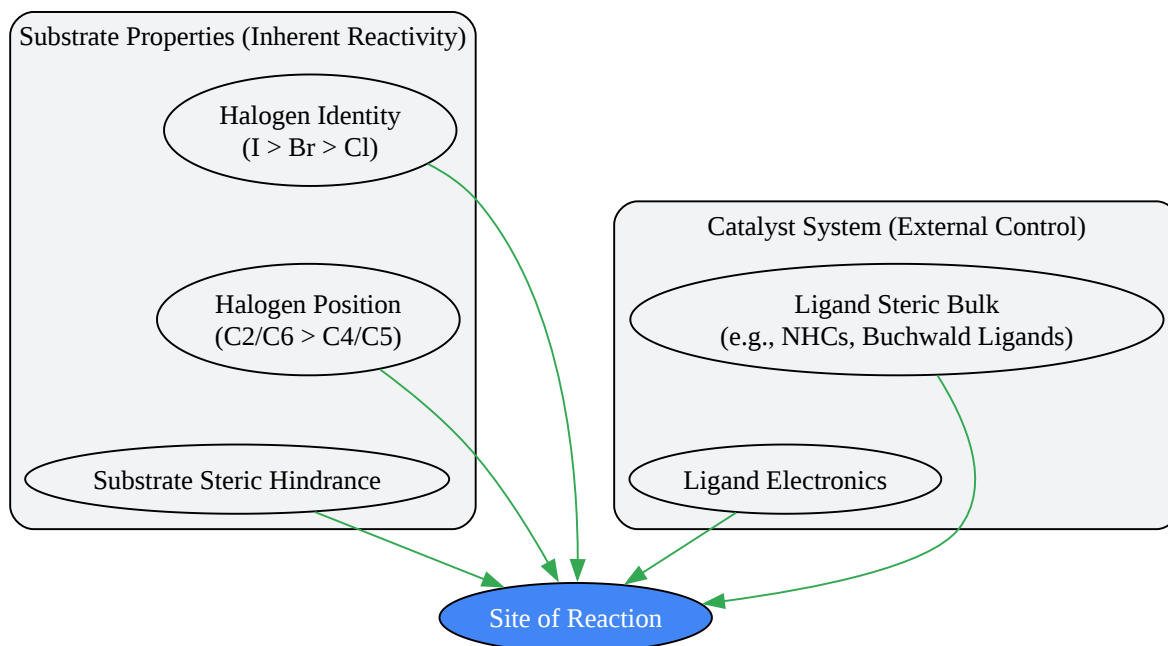 Substrate Properties (Inherent Reactivity)
Halogen Identity
(I > Br > Cl)
Halogen Position
(C2/C6 > C4/C5)
Substrate Steric Hindrance
Catalyst System (External Control)
Ligand Steric Bulk
(e.g., NHCs, Buchwald Ligands)
Ligand Electronics
Site of Reaction